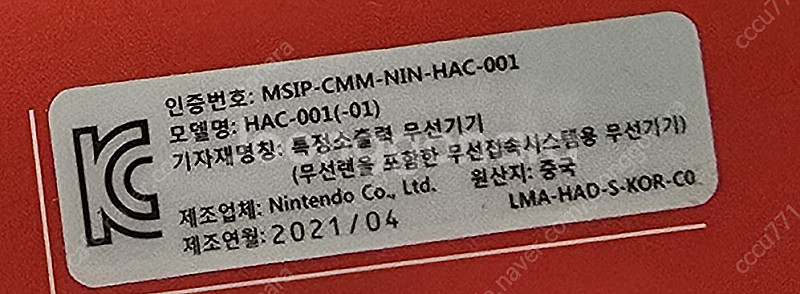 인증번호: MSIP-CMM-NIN-HAC-001
모델명: HAC-001(-01)
기자재명칭: 특정소출력 무선기기
(무선랜을 포함한 무선접속시스템용 무선기기)
제조업체: Nintendo Co., Ltd. 원산지: 중국
제조연월: 2021/04 LMA-HAD-S-KOR-C0
cccu771
cccu771